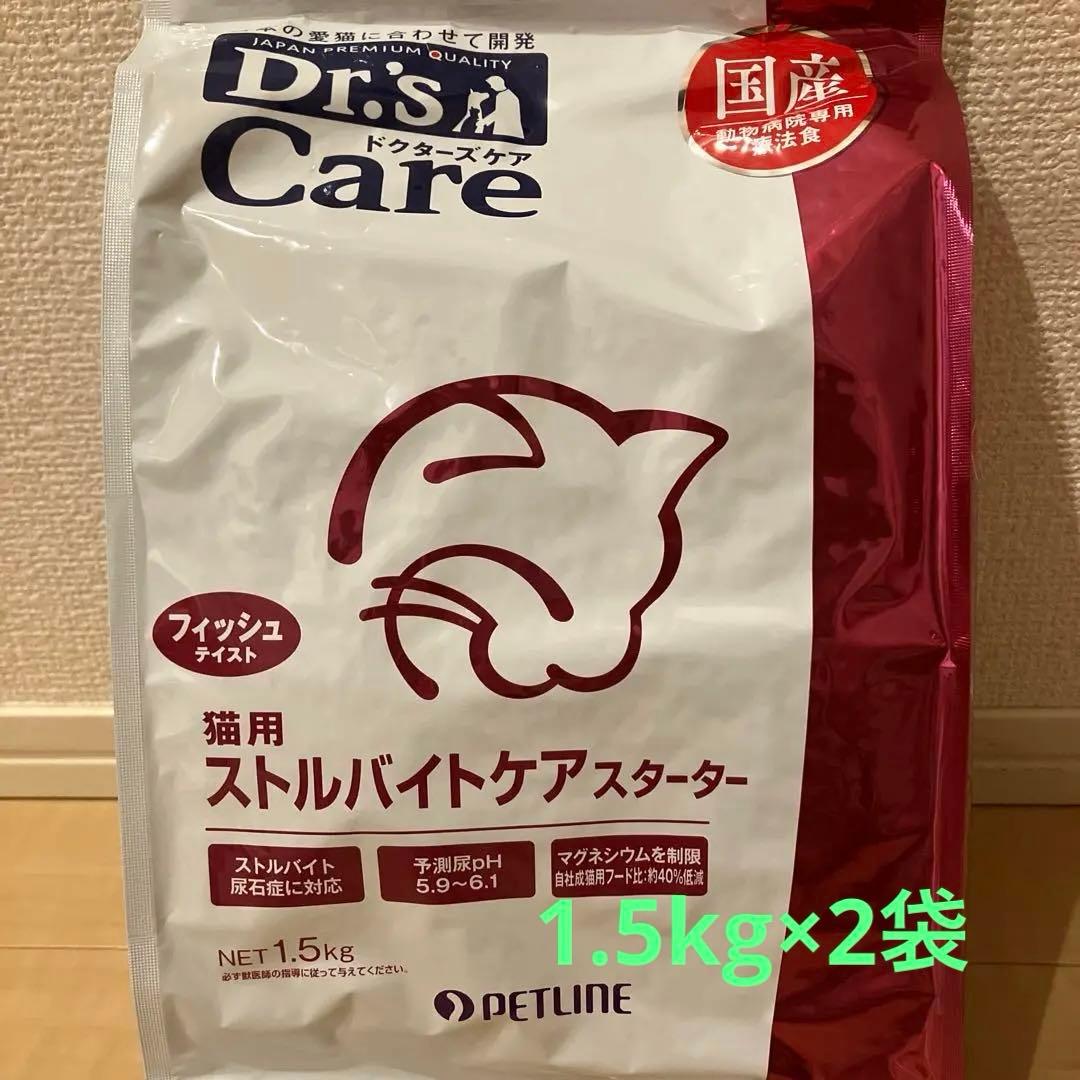 の愛猫に合わせて開発
JAPAN PREMIUM QUALITY
Dr.'s
ドクターズケア
Care
国産
動物病院専用
療法食
フィッシュ
テイスト
猫用
ストルバイトケアスターター
ストルバイト
尿石症に対応
予測尿pH
5.9〜6.1
マグネシウムを制限
自社成猫用フード比:約40%低減
1.5kg×2袋
NET 1.5kg
必ず獣医師の指導に従って与えてください。
PETLINE